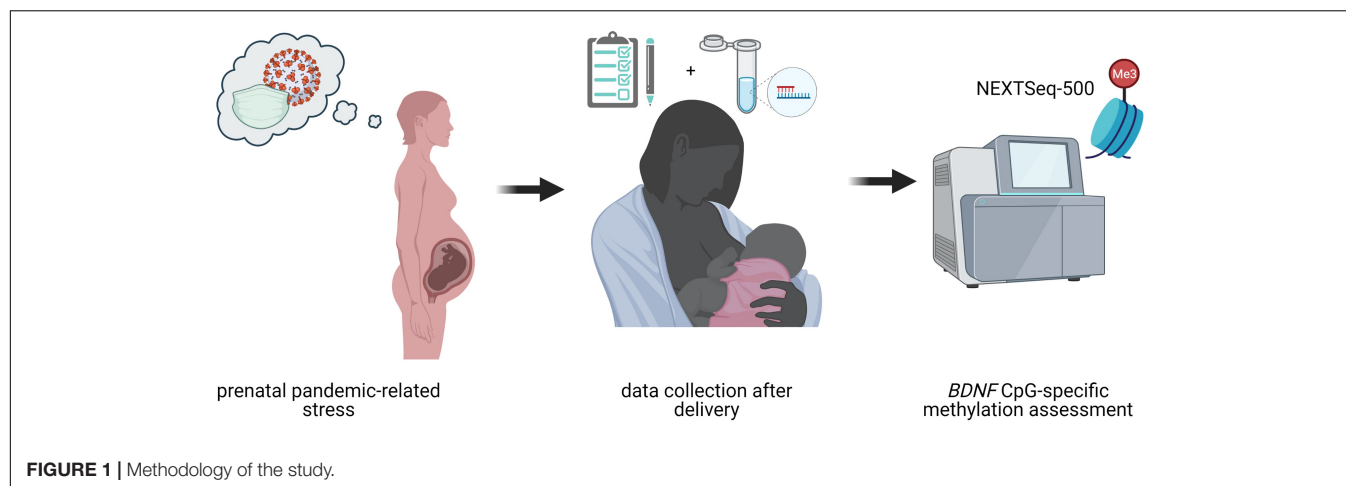 +
NEXTSeq-500
Me3
prenatal pandemic-related
stress
data collection after
delivery
BDNF CpG-specific
methylation assessment
FIGURE 1 | Methodology of the study.